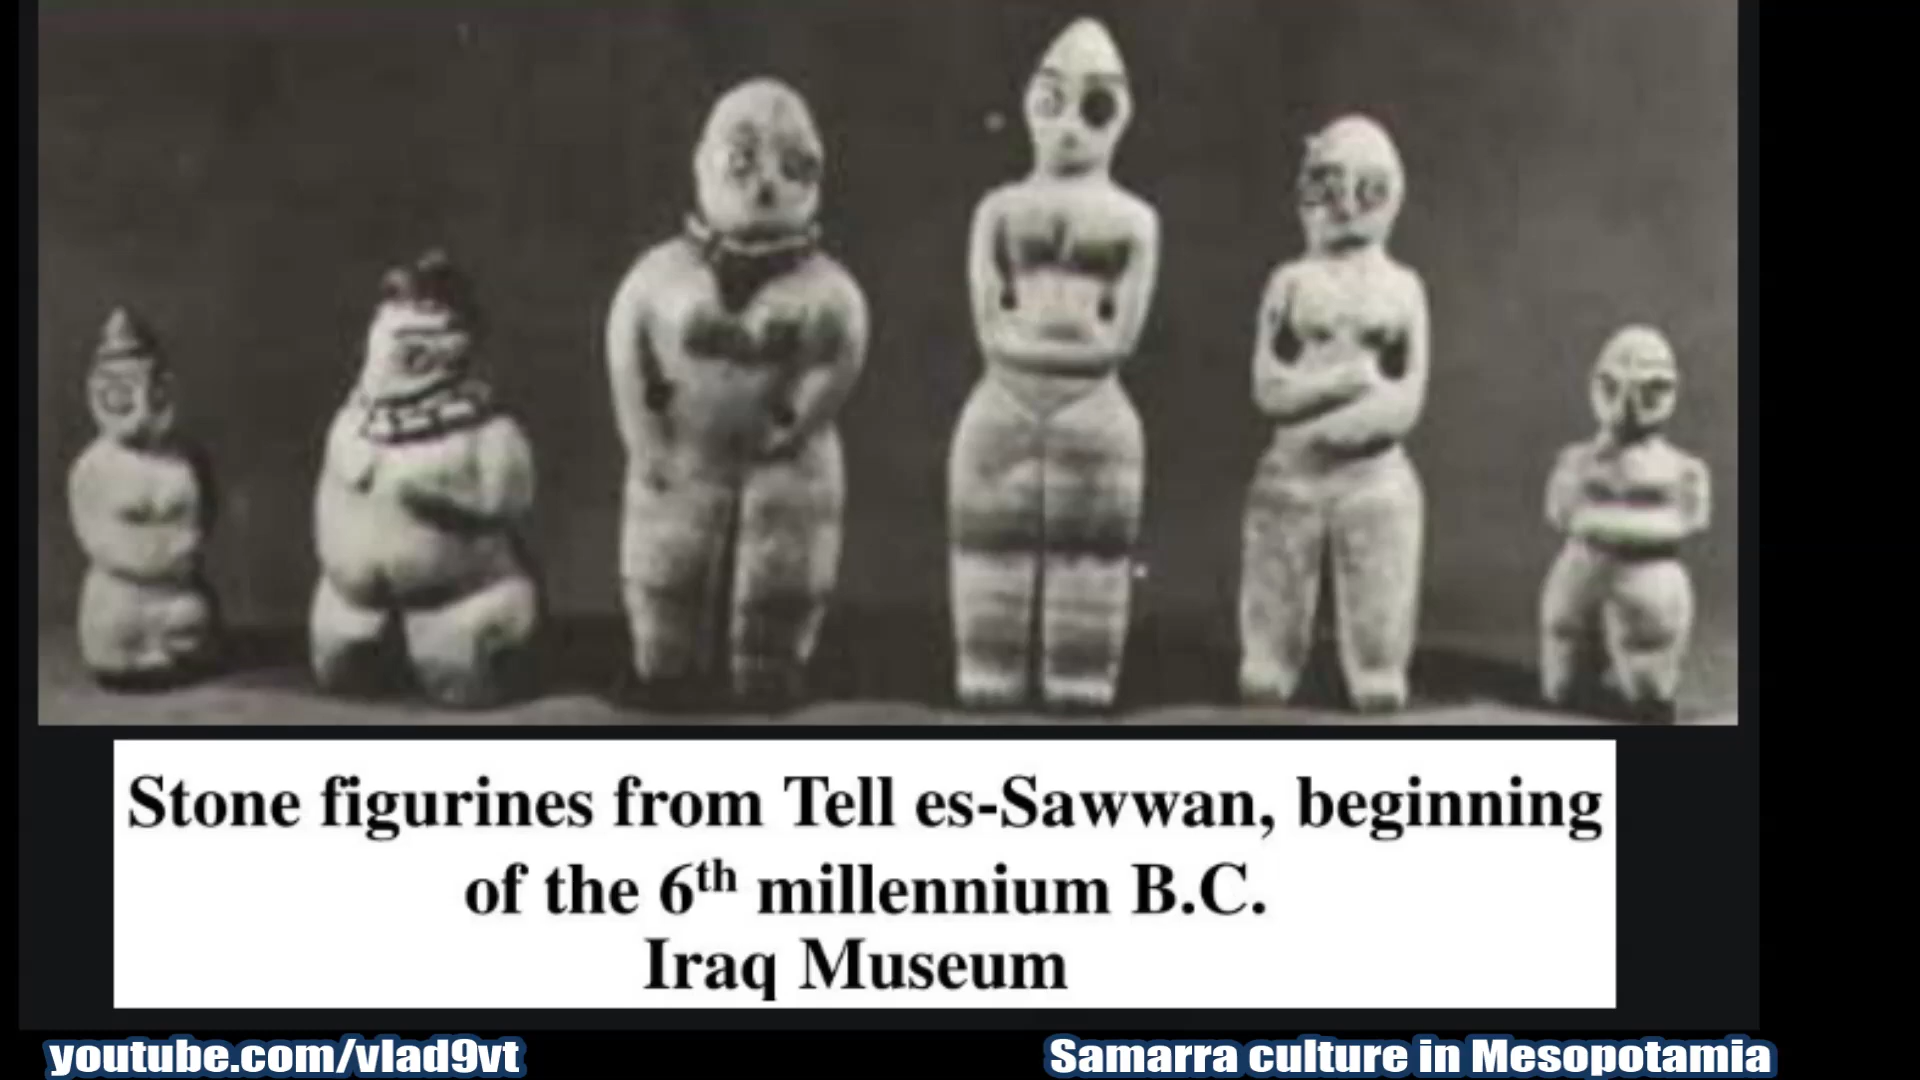 Stone figurines from Tell es-Sawwan, beginning
of the 6th millennium B.C.
Iraq Museum
youtube.com/vlad9vt
Samarra culture in Mesopotamia